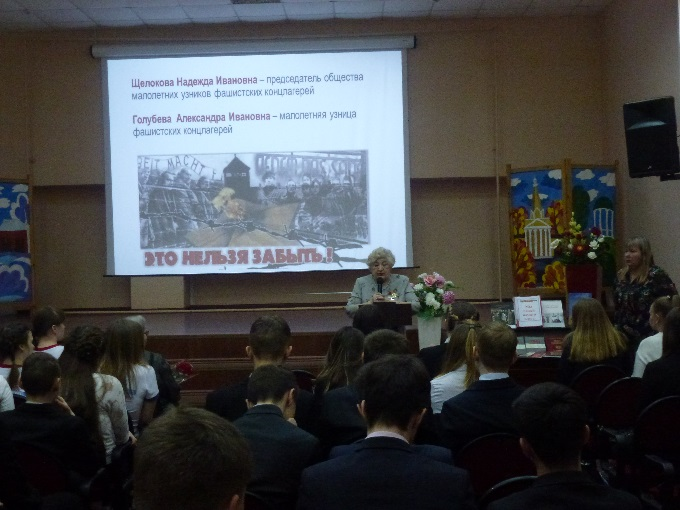 Щелокова Надежда Ивановна – председатель общества
малолетних узников фашистских концлагерей
Голубева Александра Ивановна – малолетняя узница
фашистских концлагерей
ЭТО НЕЛЬЗЯ ЗАБЫТЬ !